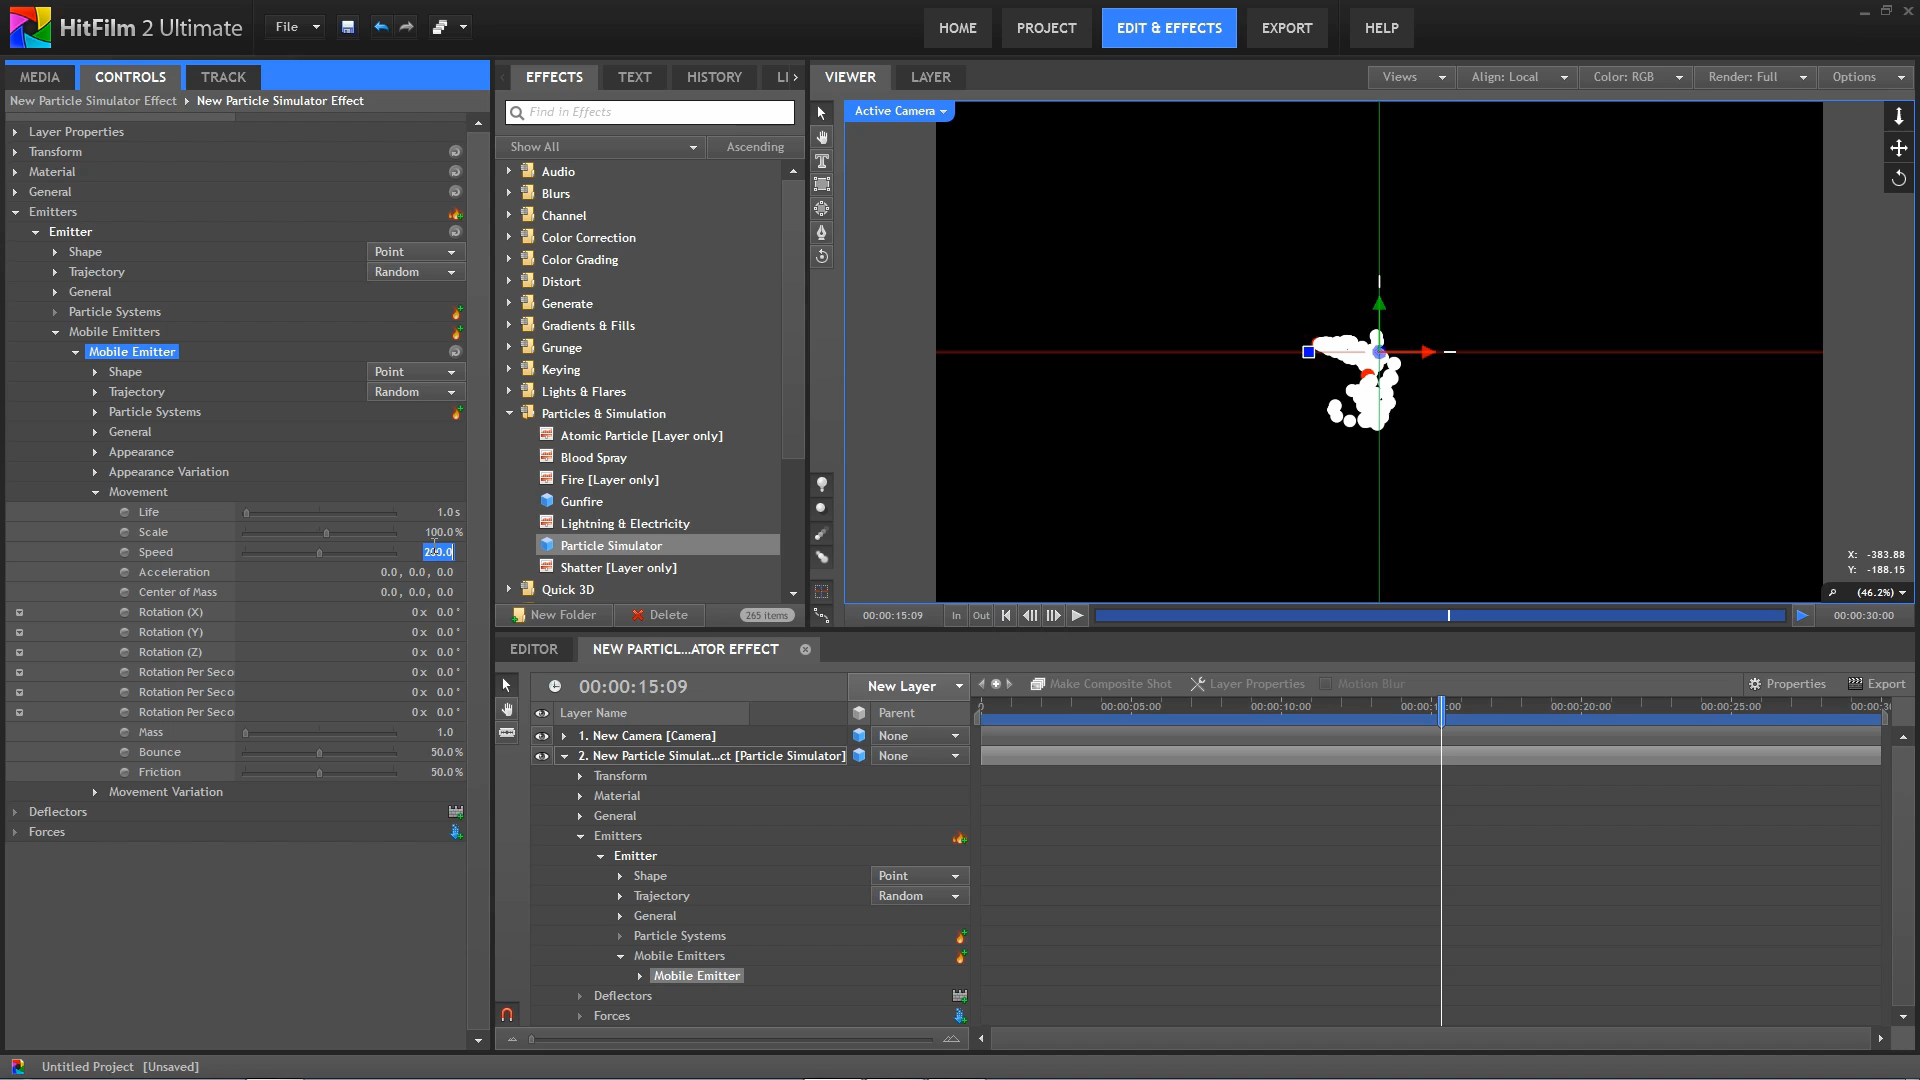 HitFilm 2 Ultimate
File
HOME
PROJECT
EDIT & EFFECTS
EXPORT
HELP
MEDIA
CONTROLS
TRACK
New Particle Simulator Effect
New Particle Simulator Effect
Layer Properties
Transform
Material
General
Emitters
Emitter
Shape
Point
Trajectory
Random
General
Particle Systems
Mobile Emitters
Mobile Emitter
Shape
Point
Trajectory
Random
Particle Systems
General
Appearance
Appearance Variation
Movement
Life
1.0s
Scale
100.0%
Speed
Acceleration
0.0, 0.0, 0.0
Center of Mass
0.0, 0.0, 0.0
Rotation (X)
0x 0.0°
Rotation (Y)
0x 0.0°
Rotation (Z)
0x 0.0°
Rotation Per Seco
0x 0.0°
Rotation Per Seco
0x 0.0°
Rotation Per Seco
0x 0.0°
Mass
1.0
Bounce
50.0%
Friction
50.0%
Movement Variation
Deflectors
Forces
EFFECTS
TEXT
HISTORY
LI
Find in Effects
Show All
Ascending
Audio
Blurs
Channel
Color Correction
Color Grading
Distort
Generate
Gradients & Fills
Grunge
Keying
Lights & Flares
Particles & Simulation
Atomic Particle [Layer only]
Blood Spray
Fire [Layer only]
Gunfire
Lightning & Electricity
Particle Simulator
Shatter [Layer only]
Quick 3D
New Folder
Delete
265 items
VIEWER
LAYER
Views
Align: Local
Color: RGB
Render: Full
Options
Active Camera
X: -383.88
Y: -188.15
(46.2%)
00:00:15:09
In
Out
00:00:30:00
EDITOR
NEW PARTICL...ATOR EFFECT
00:00:15:09
New Layer
Make Composite Shot
Layer Properties
Motion Blur
Properties
Export
Layer Name
Parent
0
00:00:05:00
00:00:10:00
00:00:20:00
00:00:25:00
1. New Camera [Camera]
None
2. New Particle Simulat...ct [Particle Simulator]
None
Transform
Material
General
Emitters
Emitter
Shape
Point
Trajectory
Random
General
Particle Systems
Mobile Emitters
Mobile Emitter
Deflectors
Forces
Untitled Project [Unsaved]